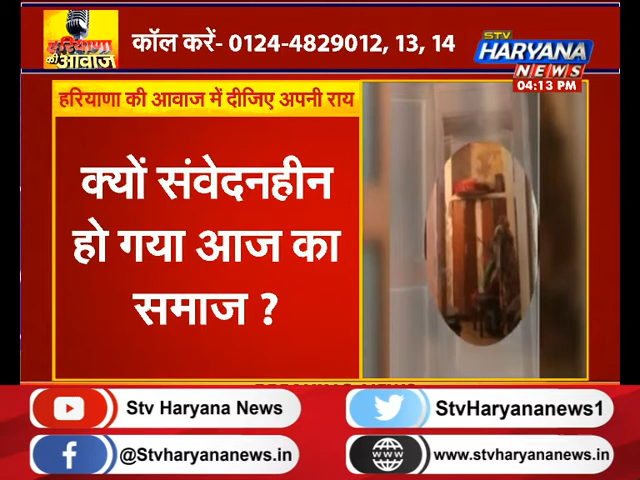 हरियाणा
की आवाज
कॉल करें- 0124-4829012, 13, 14
STV
HARYANA
NEWS
04:13 PM
हरियाणा की आवाज में दीजिए अपनी राय
क्यों संवेदनहीन
हो गया आज का
समाज ?
Stv Haryana News
StvHaryananews1
@Stvharyananews.in
www.stvharyananews.in